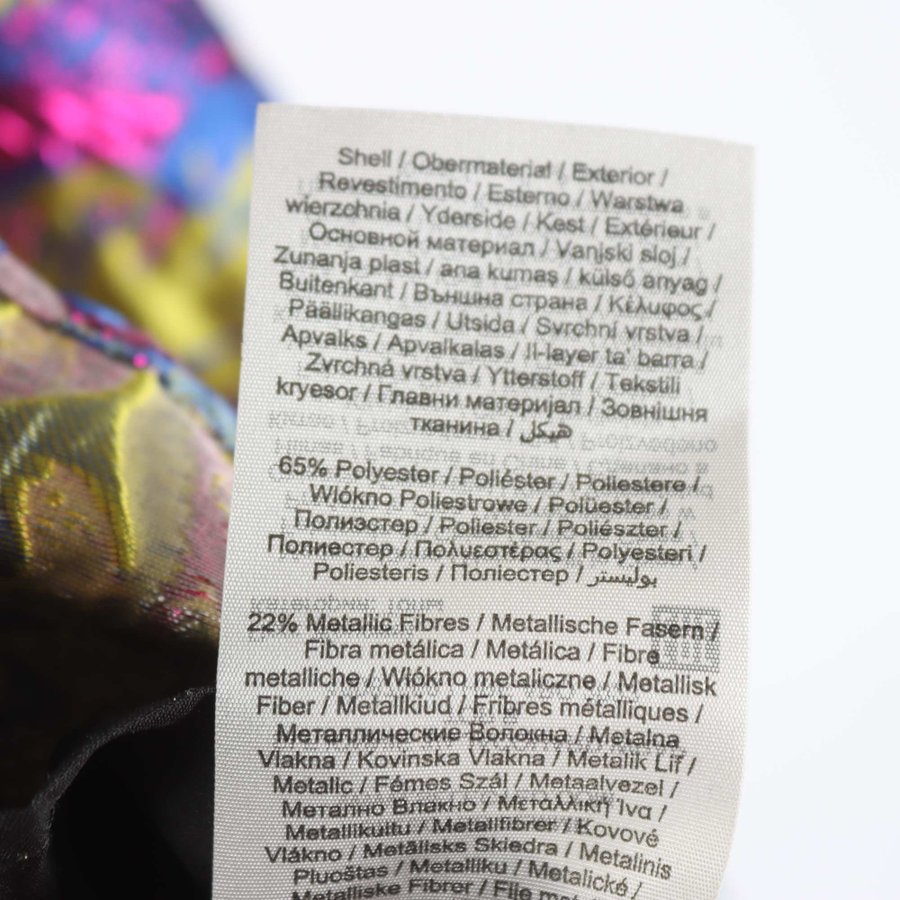 Shell / Obermaterial / Exterior /
Revestimento / Esterno / Warstwa
wierzchnia / Yderside / Kest / Extérieur /
Основной материал / Vanjski sloj /
Zunanja plast / ana kumaş / külső anyag /
Buitenkant / Външна страна / Κέλυφος /
Päällikangas / Utsida / Svrchní vrstva /
Apvalks / Apvalkalas / Il-layer ta' barra /
Zvrchná vrstva / Ytterstoff / Tekstili
kryesor / Главни материјал / Зовнішня
тканина / هيكل
65% Polyester / Poliéster / Poliestere /
Włókno Poliestrowe / Polüester /
Полиэстер / Poliester / Poliészter /
Полиестер / Πολυεστέρας / Polyesteri /
Poliesteris / Поліестер / بوليستر
22% Metallic Fibres / Metallische Fasern /
Fibra metálica / Metálica / Fibre
metalliche / Włókno metaliczne / Metallisk
Fiber / Metallkiud / Fribres métalliques /
Металлические Волокна / Metalna
Vlakna / Kovinska Vlakna / Metalik Lif /
Metalic / Fémes Szál / Metaalvezel /
Метално Влакно / Μεταλλική Ίνα /
Metallikuitu / Metallfibrer / Kovové
Vlákno / Metālisks Škiedra / Metalinis
Pluoštas / Metalliku / Metalické /
Metalliske Fibrer / Fije